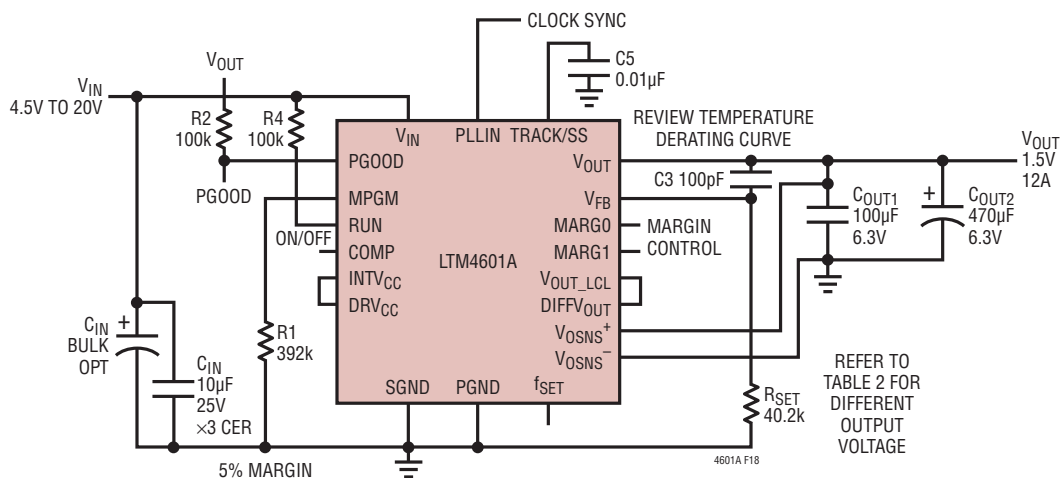 CLOCK SYNC
C5
0.01µF
VOUT
VIN
4.5V TO 20V
R2
100k
R4
100k
REVIEW TEMPERATURE
DERATING CURVE
VOUT
1.5V
12A
VIN
PLLIN
TRACK/SS
PGOOD
VOUT
C3 100pF
PGOOD
MPGM
VFB
COUT1
100µF
6.3V
+
COUT2
470µF
6.3V
RUN
MARG0
MARGIN
CONTROL
ON/OFF
COMP
LTM4601A
MARG1
INTVCC
VOUT_LCL
DRVCC
DIFFVOUT
VOSNS+
VOSNS–
CIN
BULK
OPT
+
R1
392k
CIN
10µF
25V
×3 CER
SGND
PGND
fSET
RSET
40.2k
REFER TO
TABLE 2 FOR
DIFFERENT
OUTPUT
VOLTAGE
5% MARGIN
4601A F18